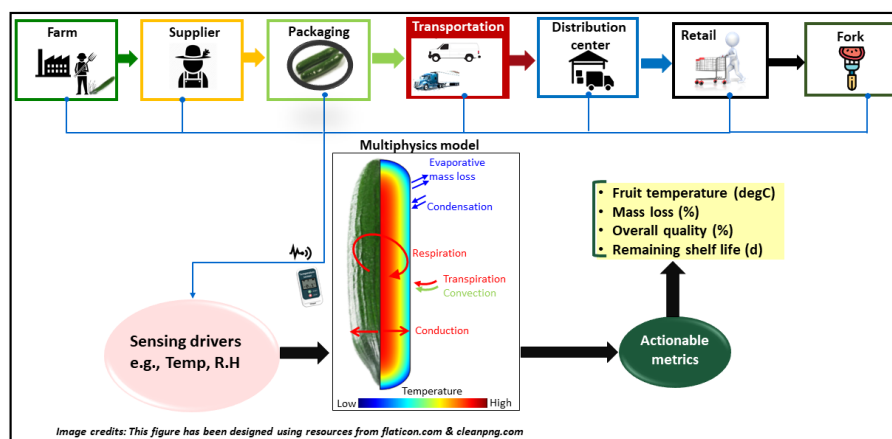 Farm
Supplier
Packaging
Transportation
Distribution
center
Retail
Fork
Multiphysics model
Evaporative
mass loss
Condensation
Respiration
Transpiration
Convection
Conduction
Temperature
Low
High
Sensing drivers
e.g., Temp, R.H
Actionable
metrics
• Fruit temperature (degC)
• Mass loss (%)
• Overall quality (%)
• Remaining shelf life (d)
Image credits: This figure has been designed using resources from flaticon.com & cleanpng.com